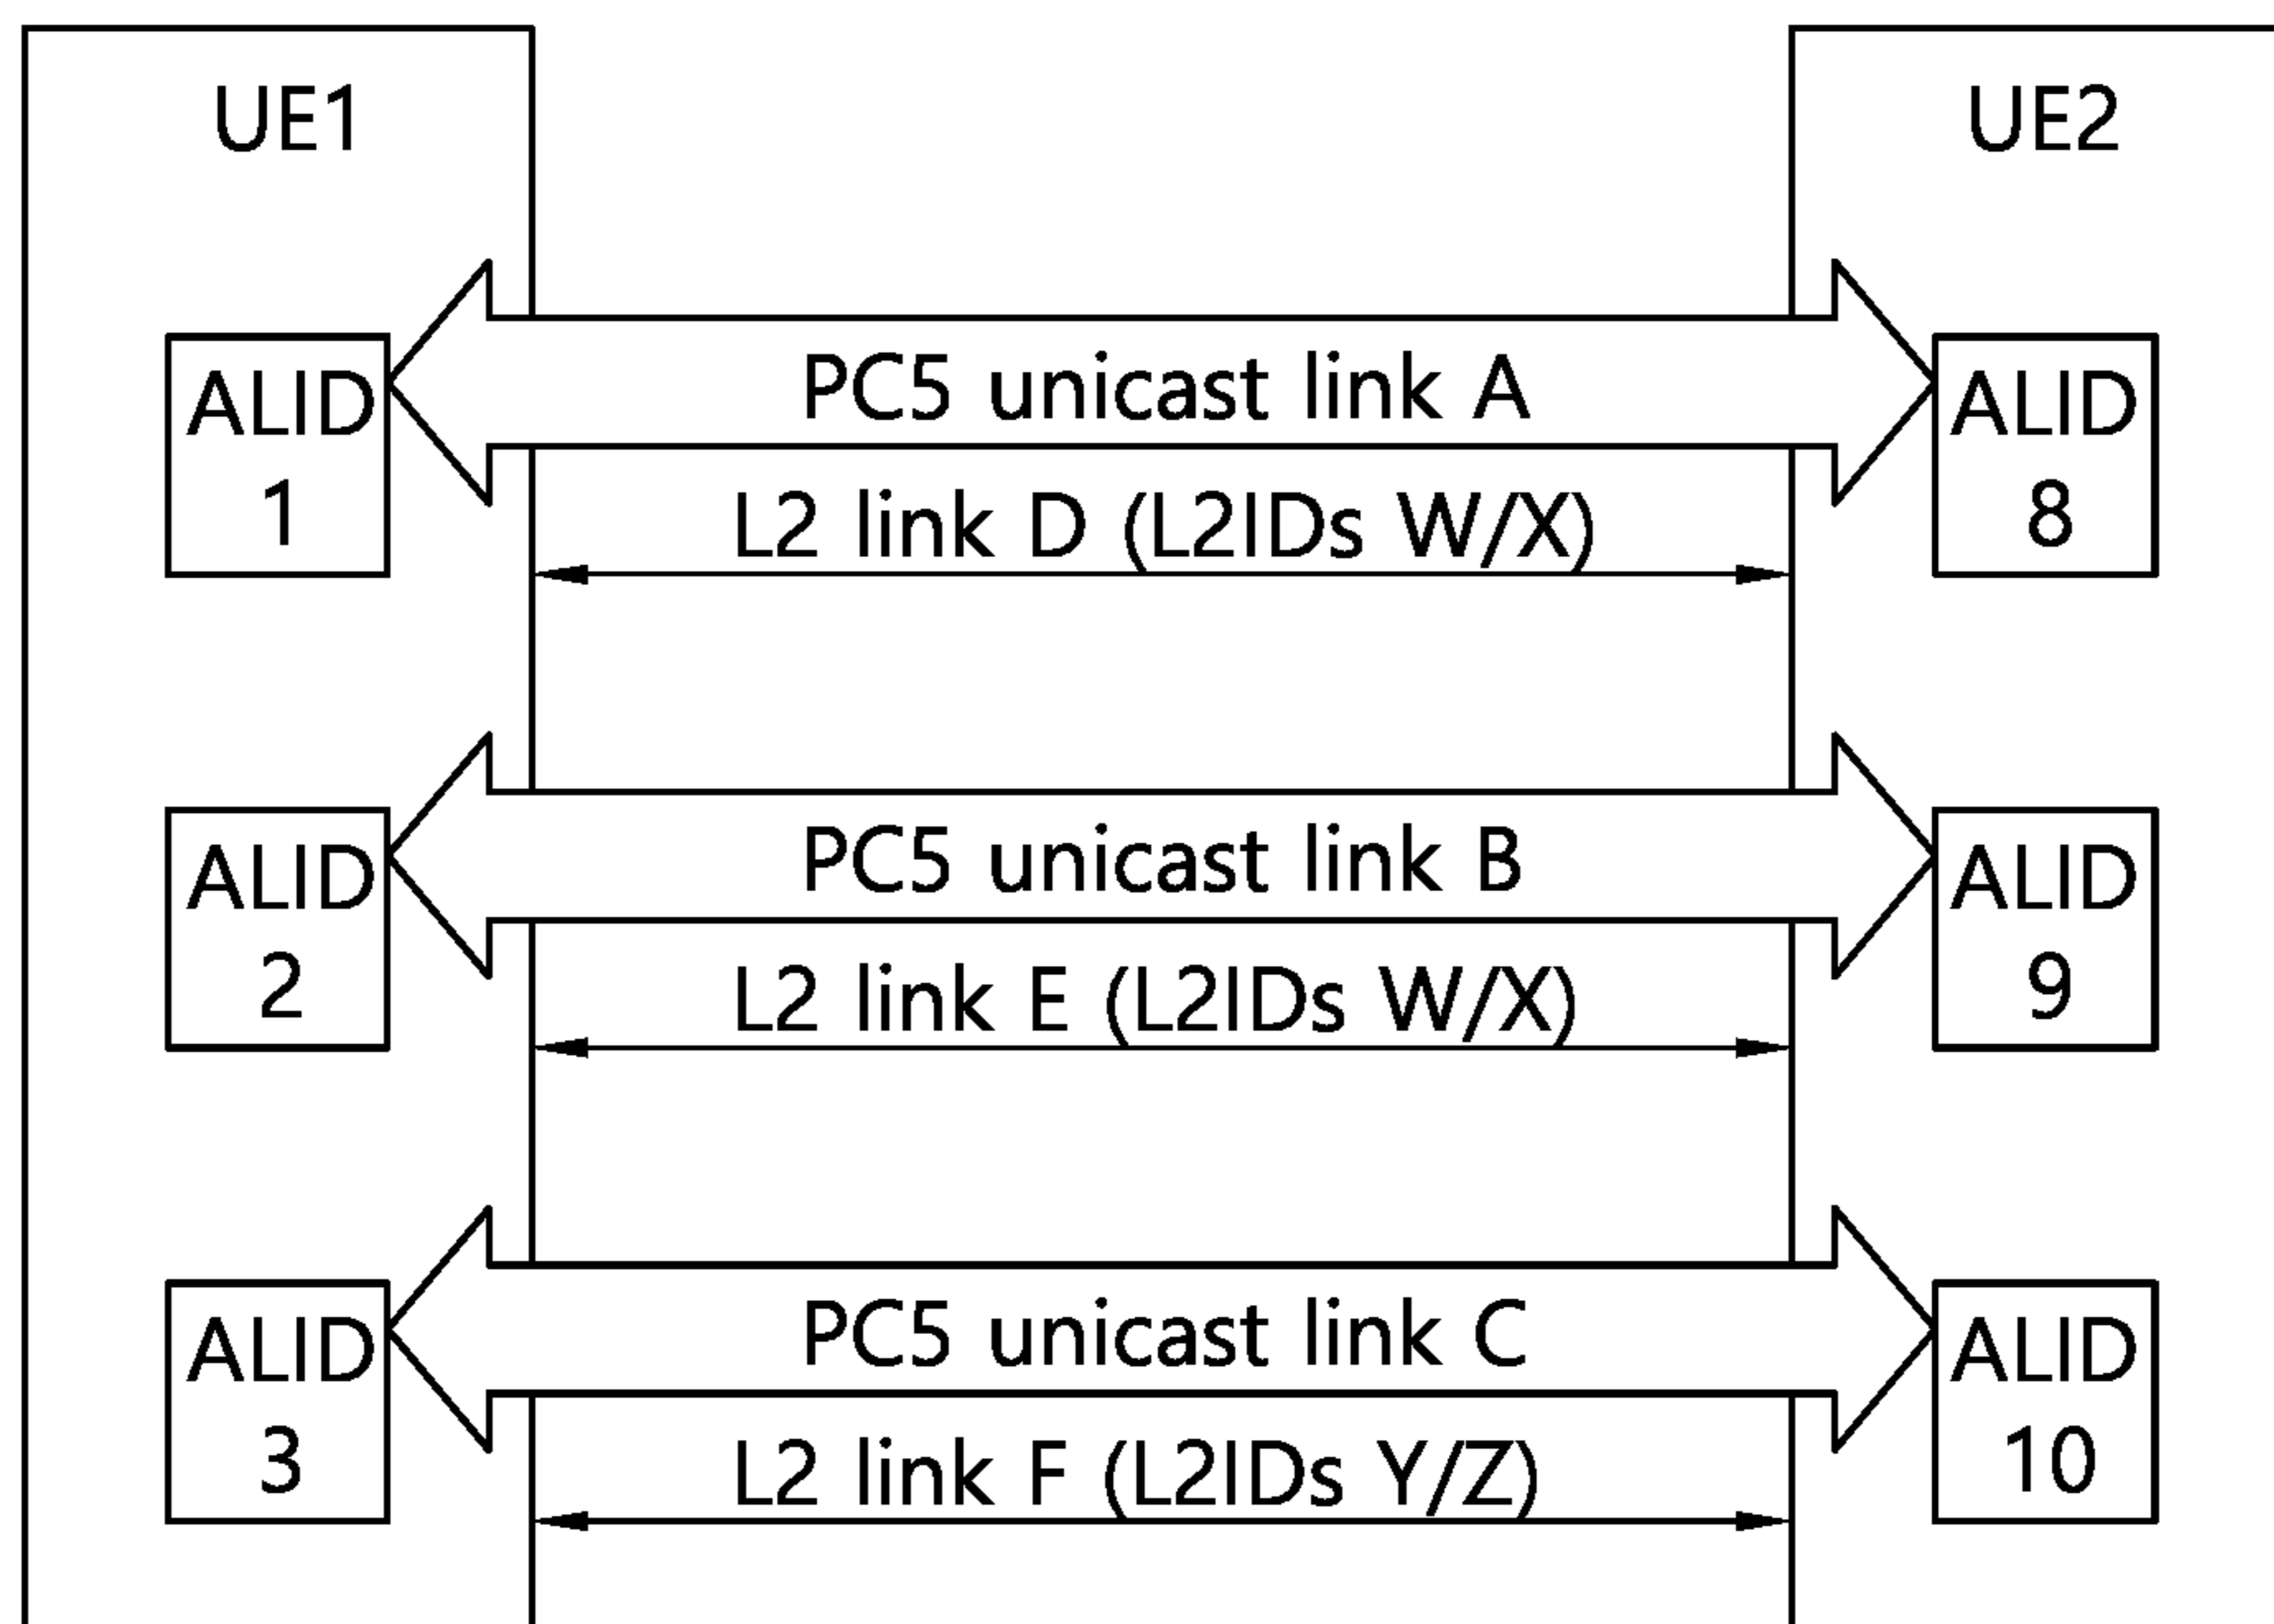 UE1
UE2
ALID
1
PC5 unicast link A
ALID
8
L2 link D (L2IDs W/X)
ALID
2
PC5 unicast link B
ALID
9
L2 link E (L2IDs W/X)
ALID
3
PC5 unicast link C
ALID
10
L2 link F (L2IDs Y/Z)